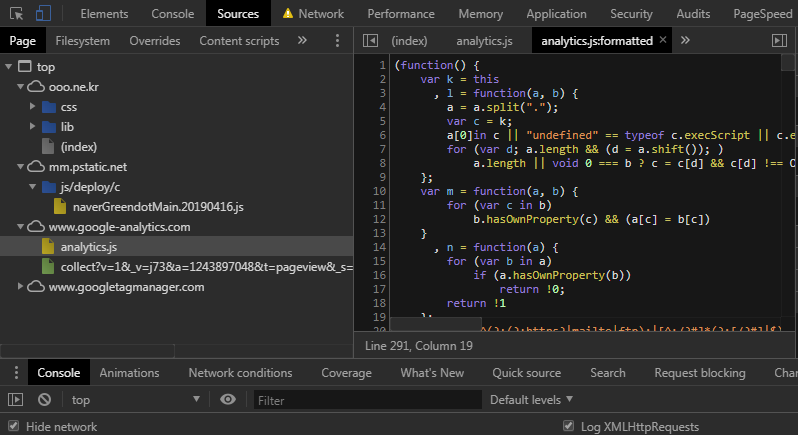 Elements Console Sources Network Performance Memory Application Security Audits PageSpeed
Page Filesystem Overrides Content scripts » (index) analytics.js analytics.js:formatted × »
top
ooo.ne.kr
css
lib
(index)
mm.pstatic.net
js/deploy/c
naverGreendotMain.20190416.js
www.google-analytics.com
analytics.js
collect?v=1&_v=j73&a=1243897048&t=pageview&_s=
www.googletagmanager.com
1 (function() {
2 var k = this
3 , l = function(a, b) {
4 a = a.split(".");
5 var c = k;
6 a[0]in c || "undefined" == typeof c.execScript || c.e
7 for (var d; a.length && (d = a.shift()); )
8 a.length || void 0 === b ? c = c[d] && c[d] !== O
9 };
10 var m = function(a, b) {
11 for (var c in b)
12 b.hasOwnProperty(c) && (a[c] = b[c])
13 }
14 , n = function(a) {
15 for (var b in a)
16 if (a.hasOwnProperty(b))
17 return !0;
18 return !1
19 };
20
Line 291, Column 19
Console Animations Network conditions Coverage What's New Quick source Search Request blocking Chan
top Filter Default levels
Hide network Log XMLHttpRequests